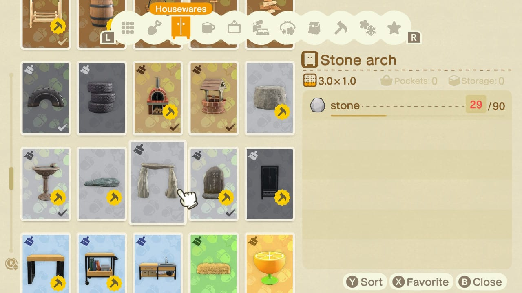 Housewares
L
R
Stone arch
3.0×1.0 Pockets: 0 Storage: 0
stone 29 /90
Y Sort X Favorite B Close